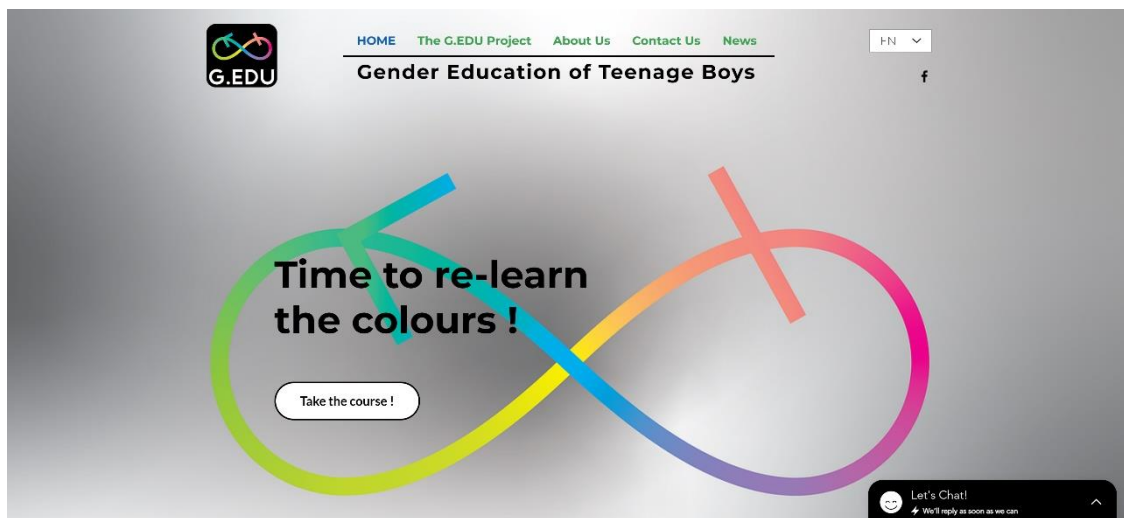 G.EDU
HOME The G.EDU Project About Us Contact Us News
EN
Gender Education of Teenage Boys
f
Time to re-learn
the colours !
Take the course !
Let's Chat!
We'll reply as soon as we can